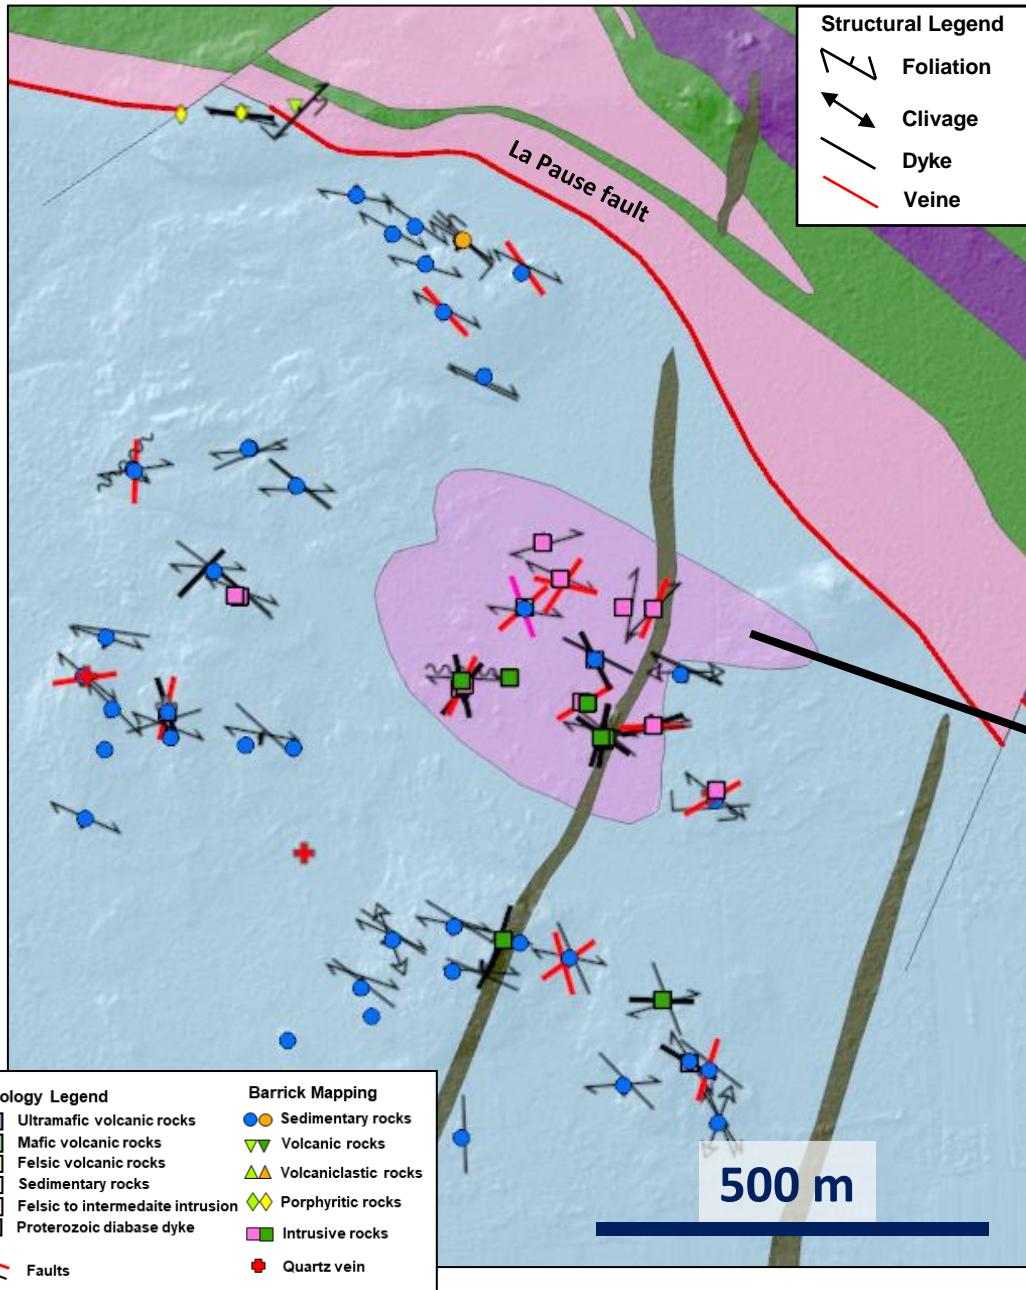 Structural Legend
Foliation
Clivage
Dyke
Veine
La Pause fault
500 m
ology Legend
Ultramafic volcanic rocks
Mafic volcanic rocks
Felsic volcanic rocks
Sedimentary rocks
Felsic to intermedaite intrusion
Proterozoic diabase dyke
Faults
Barrick Mapping
Sedimentary rocks
Volcanic rocks
Volcaniclastic rocks
Porphyritic rocks
Intrusive rocks
Quartz vein